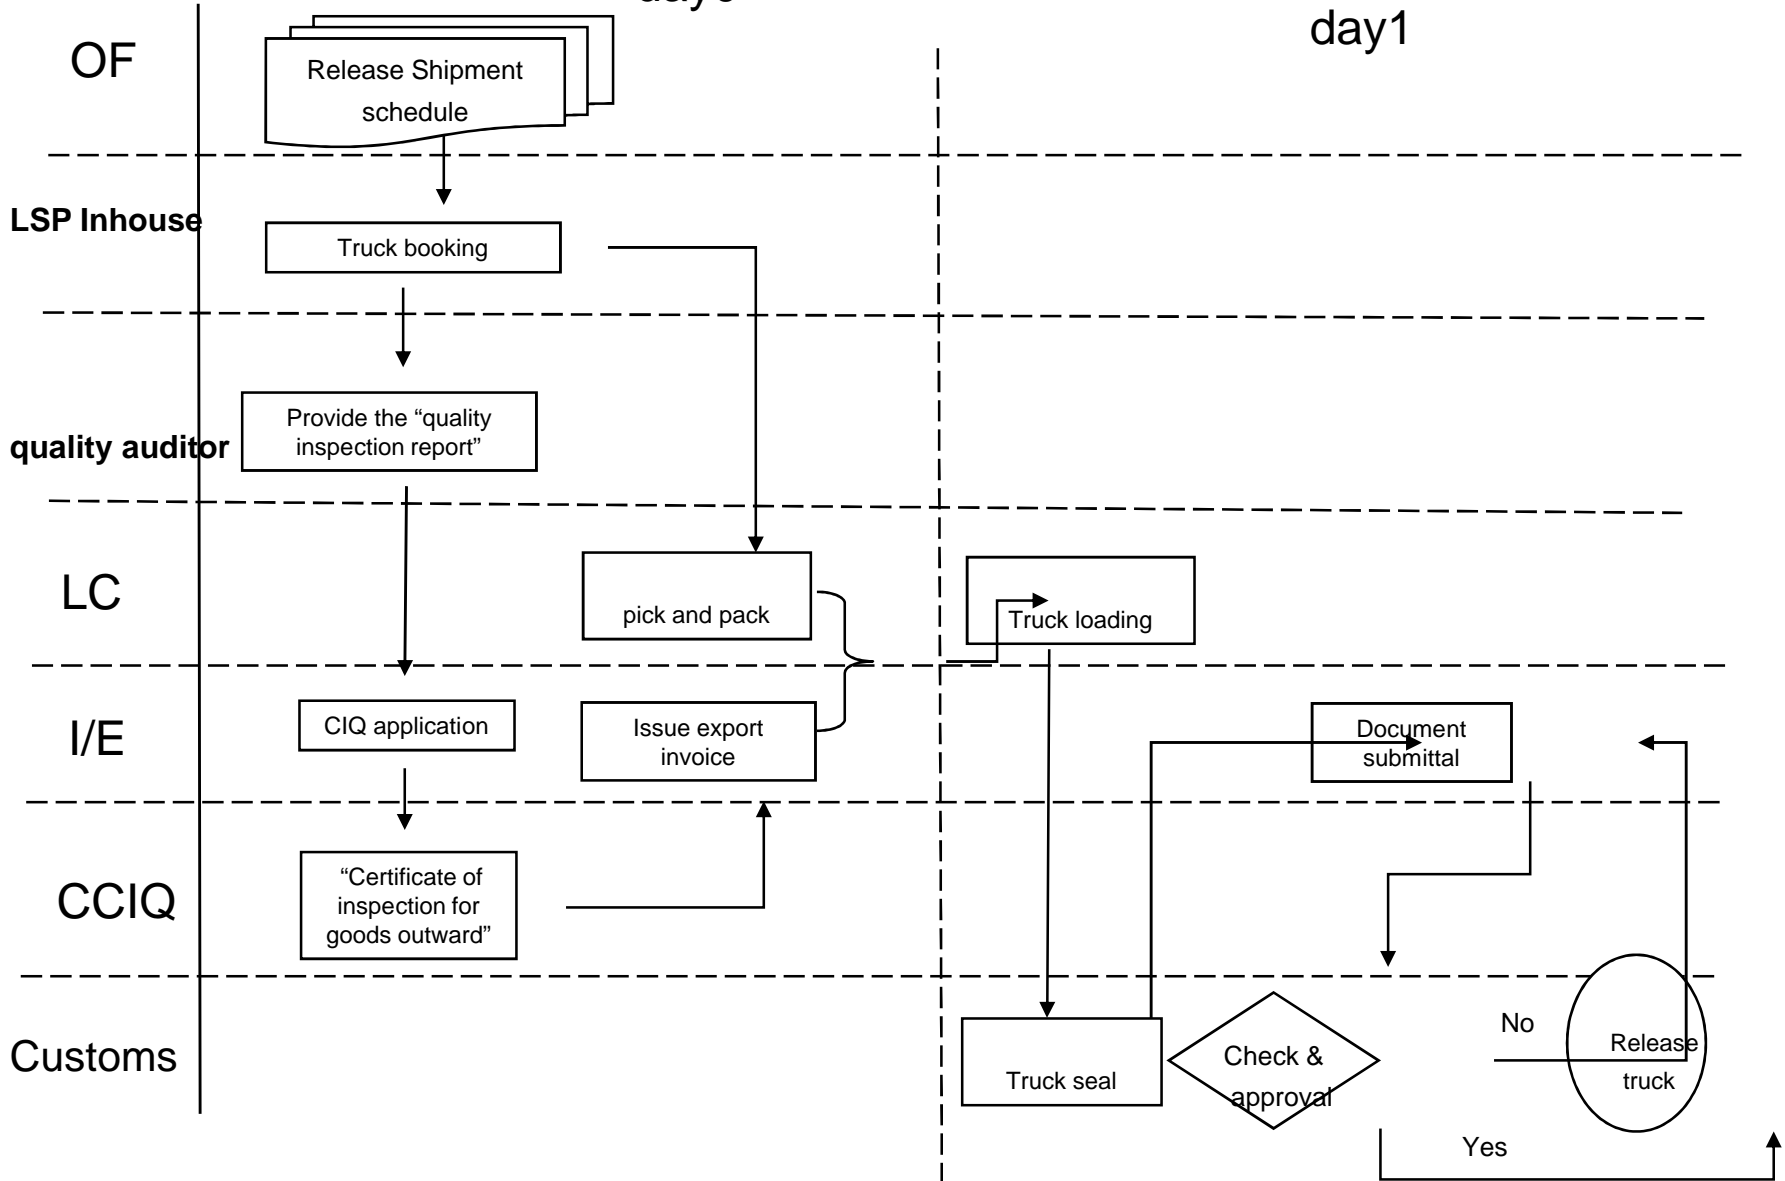 day1
OF
Release Shipment
schedule
LSP Inhouse
Truck booking
quality auditor
Provide the “quality
inspection report”
LC
pick and pack
Truck loading
I/E
CIQ application
Issue export
invoice
Document
submittal
CCIQ
“Certificate of
inspection for
goods outward”
Customs
Truck seal
Check &
approval
No
Release
truck
Yes